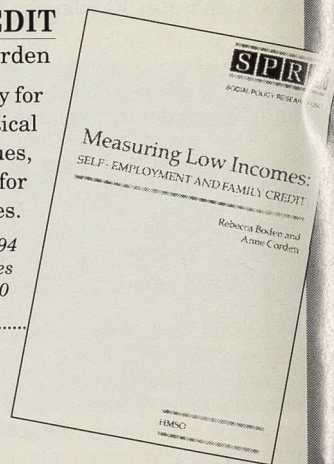 EDIT
rden
y for
ical
nes,
for
es.
94
es
0
SPR
SOCIAL POLICY RESEARCH
Measuring Low Incomes:
SELF-EMPLOYMENT AND FAMILY CREDIT
Rebecca Boden and
Anne Corden
HMSO